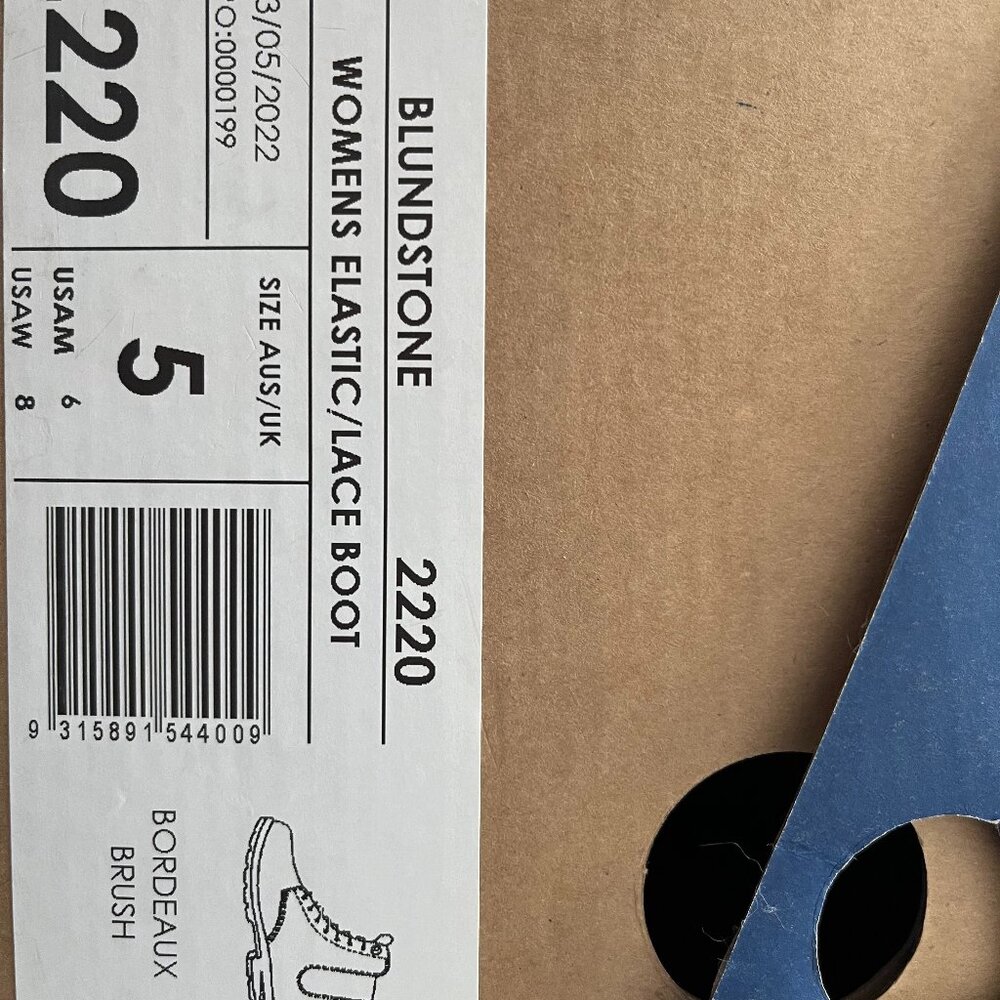 BLUNDSTONE 2220
WOMENS ELASTIC/LACE BOOT
3/05/2022
O:0000199
220
SIZE AUS/UK
5
USAM 6
USAW 8
9 315891 544009
BORDEAUX
BRUSH